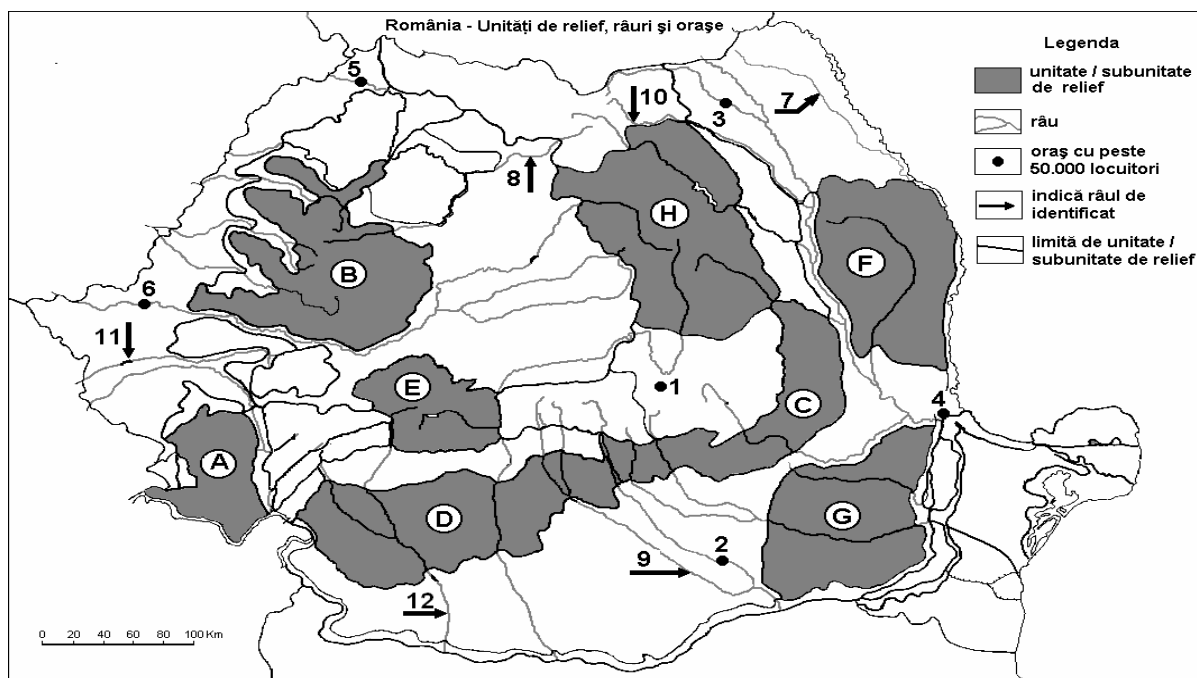 România - Unităţi de relief, râuri şi oraşe
Legenda
unitate / subunitate
de relief
râu
oraş cu peste
50.000 locuitori
indică râul de
identificat
limită de unitate /
subunitate de relief
5
10
3
7
8
H
B
F
6
11
E
1
C
4
A
D
G
2
9
12
0 20 40 60 80 100 Km